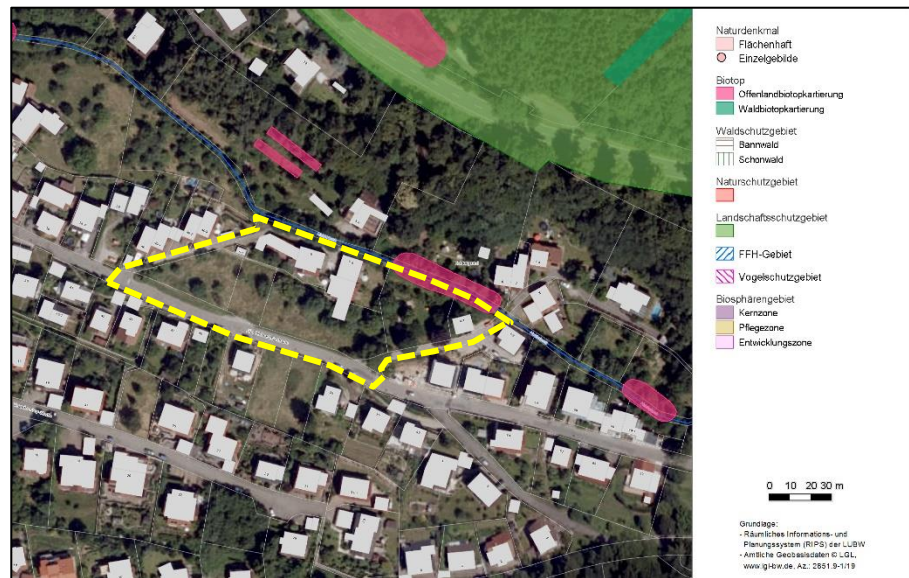 Naturdenkmal
Flächenhaft
Einzelgebilde
Biotop
Offenlandbiotopkartierung
Waldbiotopkartierung
Waldschutzgebiet
Bannwald
Schonwald
Naturschutzgebiet
Landschaftsschutzgebiet
FFH-Gebiet
Vogelschutzgebiet
Biosphärengebiet
Kernzone
Pflegezone
Entwicklungszone
0 10 20 30 m
Grundlage:
- Räumliches Informations- und
Planungssystem (RIPS) der LUBW
- Amtliche Geobasisdaten © LGL,
www.lgl-bw.de, Az.: 2851.9-1/19